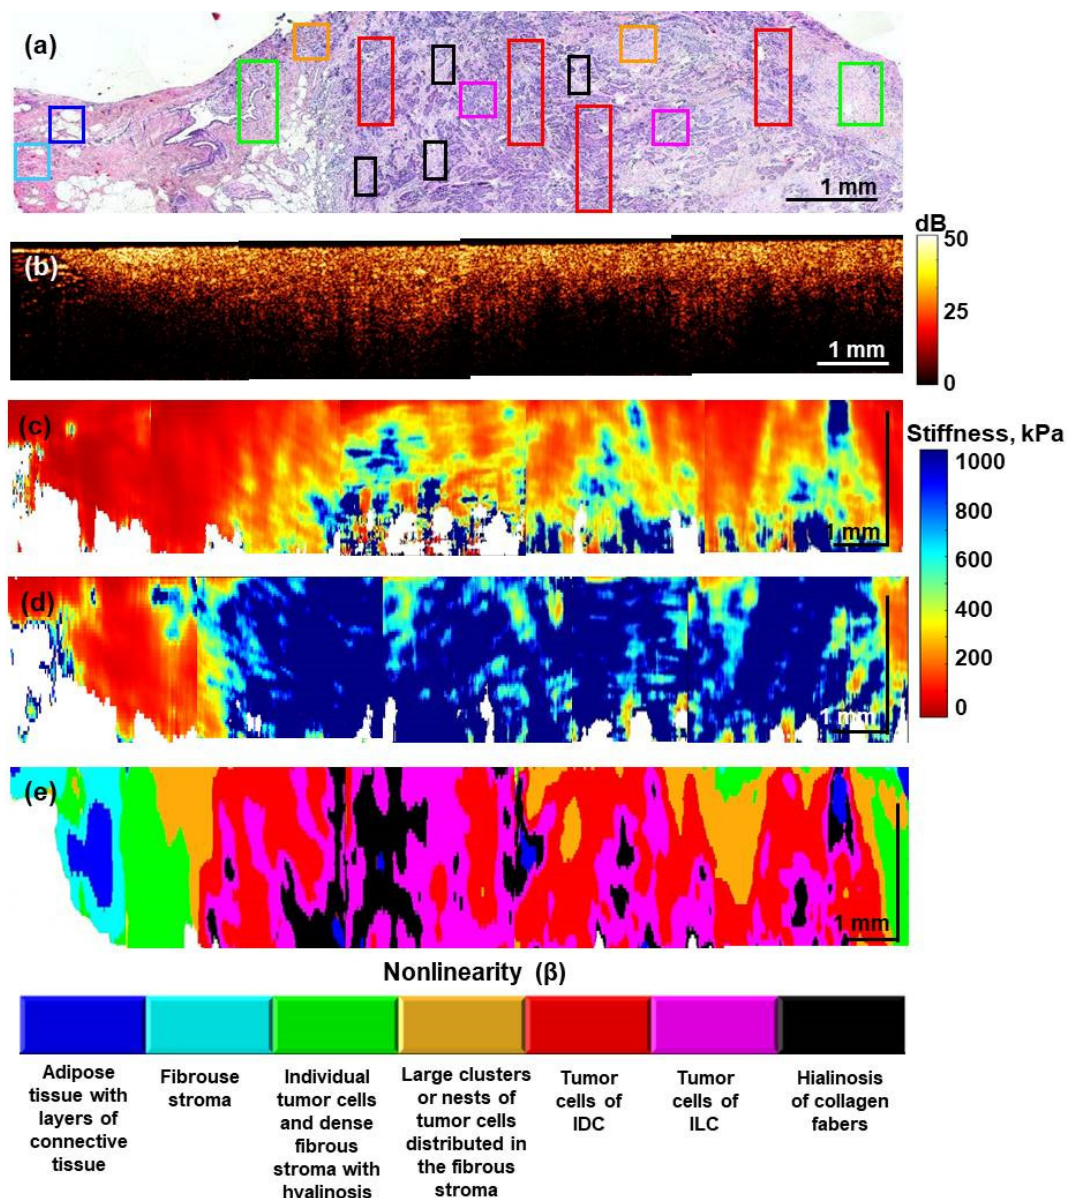 (a)
1 mm
dB
(b)
50
25
0
1 mm
(c)
Stiffness, kPa
1000
800
600
400
200
0
1 mm
(d)
1 mm
(e)
1 mm
Nonlinearity (β)
Adipose
tissue with
layers of
connective
tissue
Fibrouse
stroma
Individual
tumor cells
and dense
fibrous
stroma with
hyalinosis
Large clusters
or nests of
tumor cells
distributed in
the fibrous
stroma
Tumor
cells of
IDC
Tumor
cells of
ILC
Hialinosis
of collagen
fabers